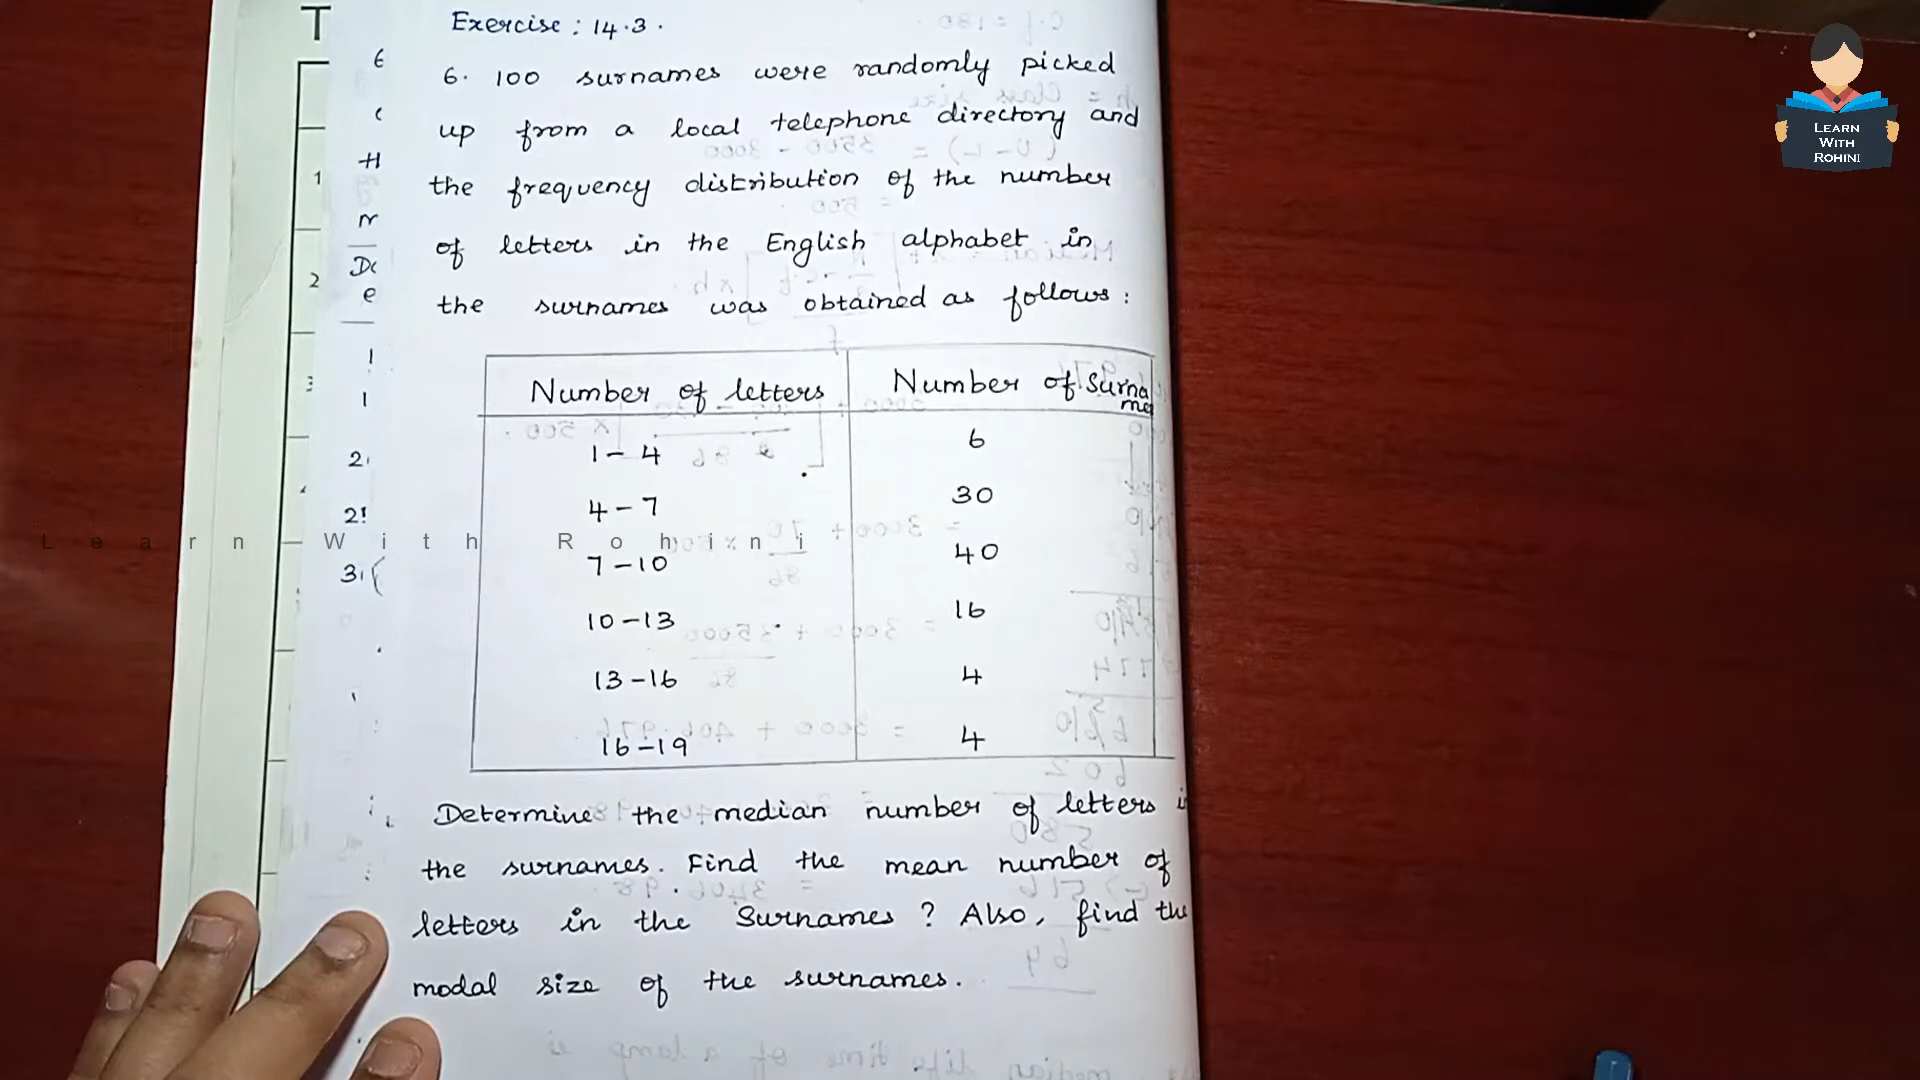 Exercise : 14.3.
6. 100 surnames were randomly picked
up from a local telephone directory and
the frequency distribution of the number
of letters in the English alphabet in
the surnames was obtained as follows:
Number of letters Number of Surna
me
1 - 4 6
4 - 7 30
7 - 10 40
10 - 13 16
13 - 16 4
16 - 19 4
Determine the median number of letters i
the surnames. Find the mean number of
letters in the Surnames ? Also, find the
modal size of the surnames.
LEARN
WITH
ROHINI
Learn With Rohini
T
1
2
3